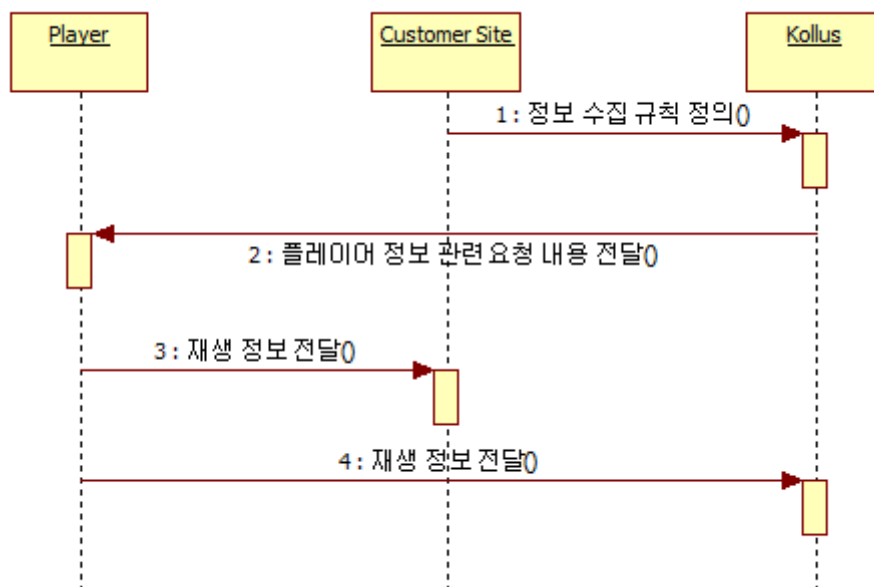 Player
Customer Site
Kollus
1 : 정보 수집 규칙 정의()
2 : 플레이어 정보 관련 요청 내용 전달()
3 : 재생 정보 전달()
4 : 재생 정보 전달()